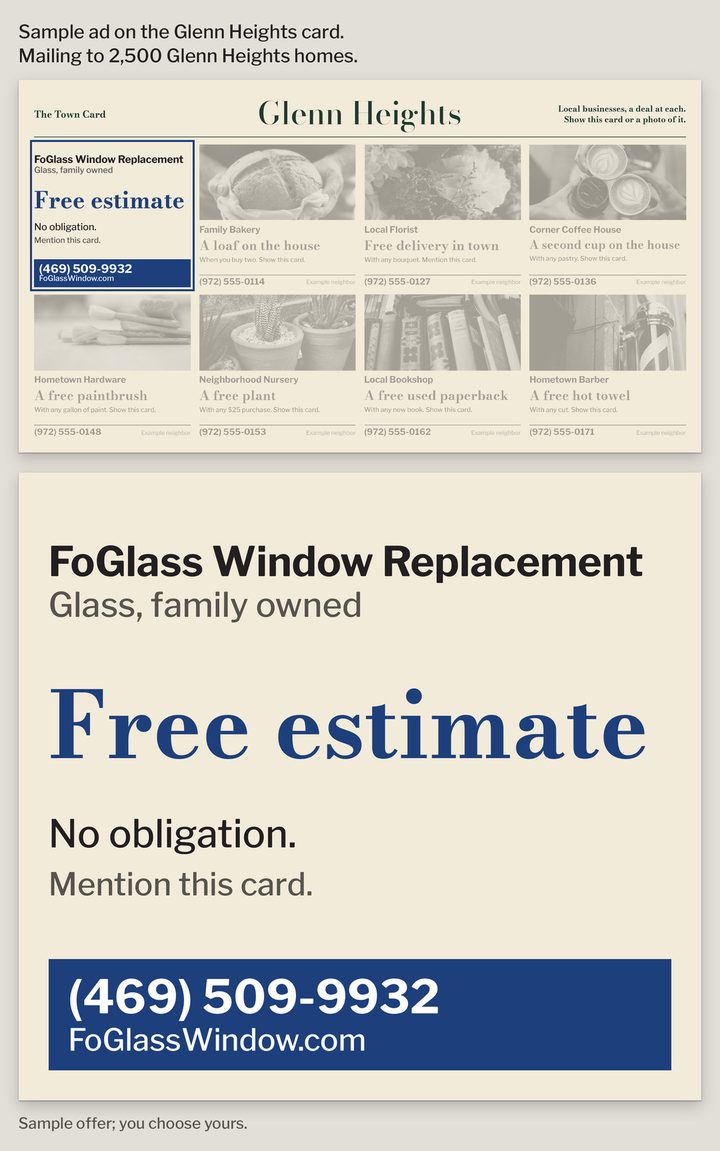 Sample ad on the Glenn Heights card.
Mailing to 2,500 Glenn Heights homes.
The Town Card
Glenn Heights
Local businesses, a deal at each.
Show this card or a photo of it.
FoGlass Window Replacement
Glass, family owned
Free estimate
No obligation.
Mention this card.
(469) 509-9932
FoGlassWindow.com
Family Bakery
A loaf on the house
When you buy two. Show this card.
(972) 555-0114 Example neighbor
Local Florist
Free delivery in town
With any bouquet. Mention this card.
(972) 555-0127 Example neighbor
Corner Coffee House
A second cup on the house
With any pastry. Show this card.
(972) 555-0136 Example neighbor
Hometown Hardware
A free paintbrush
With any gallon of paint. Show this card.
(972) 555-0148 Example neighbor
Neighborhood Nursery
A free plant
With any $25 purchase. Show this card.
(972) 555-0153 Example neighbor
Local Bookshop
A free used paperback
With any new book. Show this card.
(972) 555-0162 Example neighbor
Hometown Barber
A free hot towel
With any cut. Show this card.
(972) 555-0171 Example neighbor
FoGlass Window Replacement
Glass, family owned
Free estimate
No obligation.
Mention this card.
(469) 509-9932
FoGlassWindow.com
Sample offer; you choose yours.